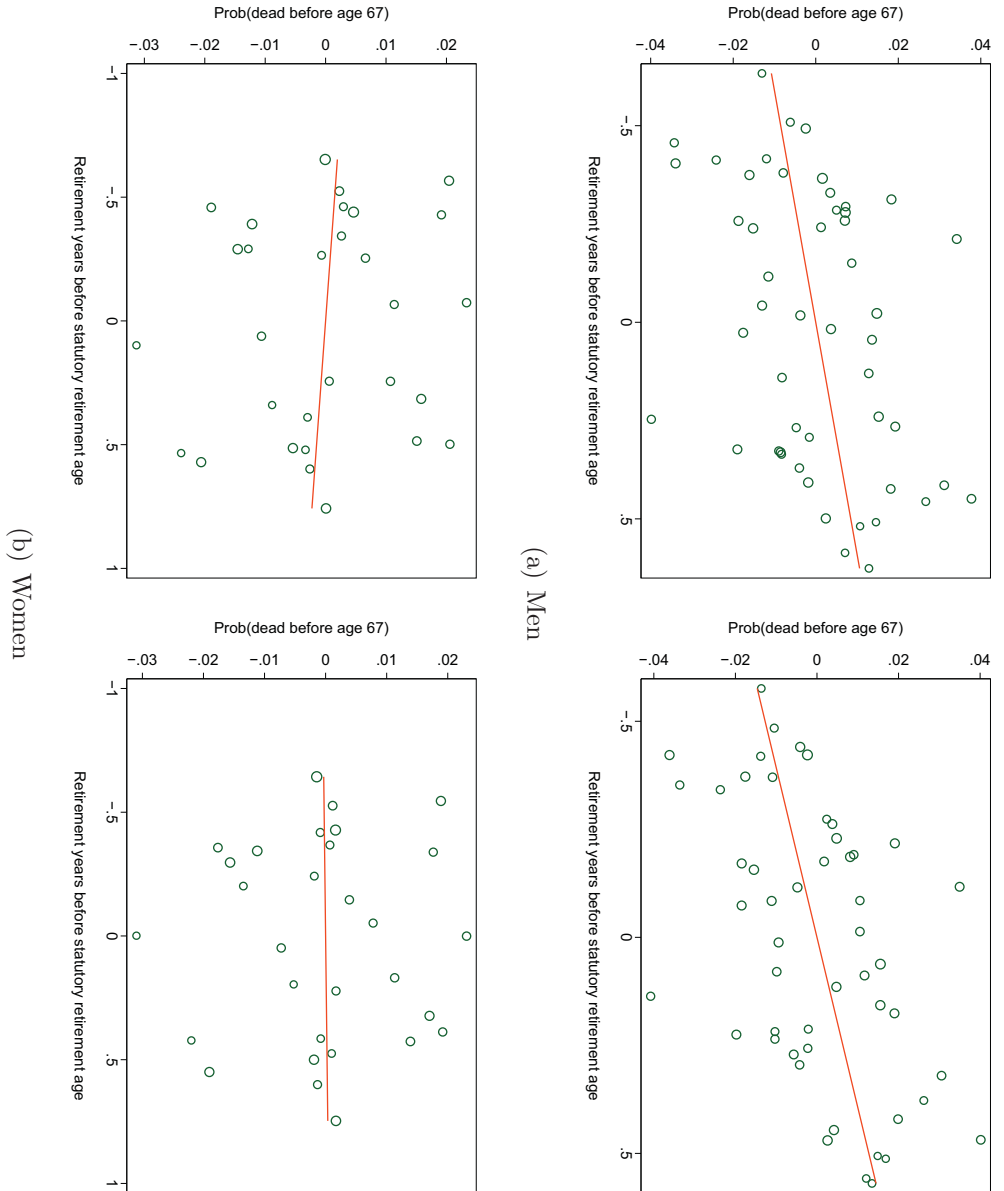 Prob(dead before age 67)
.04
.02
0
−.02
−.04
−.5 0 .5
Retirement years before statutory retirement age
Prob(dead before age 67)
.04
.02
0
−.02
−.04
−.5 0 .5
Retirement years before statutory retirement age
(a) Men
Prob(dead before age 67)
.02
.01
0
−.01
−.02
−.03
−1 −.5 0 .5 1
Retirement years before statutory retirement age
Prob(dead before age 67)
.02
.01
0
−.01
−.02
−.03
−1 −.5 0 .5 1
Retirement years before statutory retirement age
(b) Women